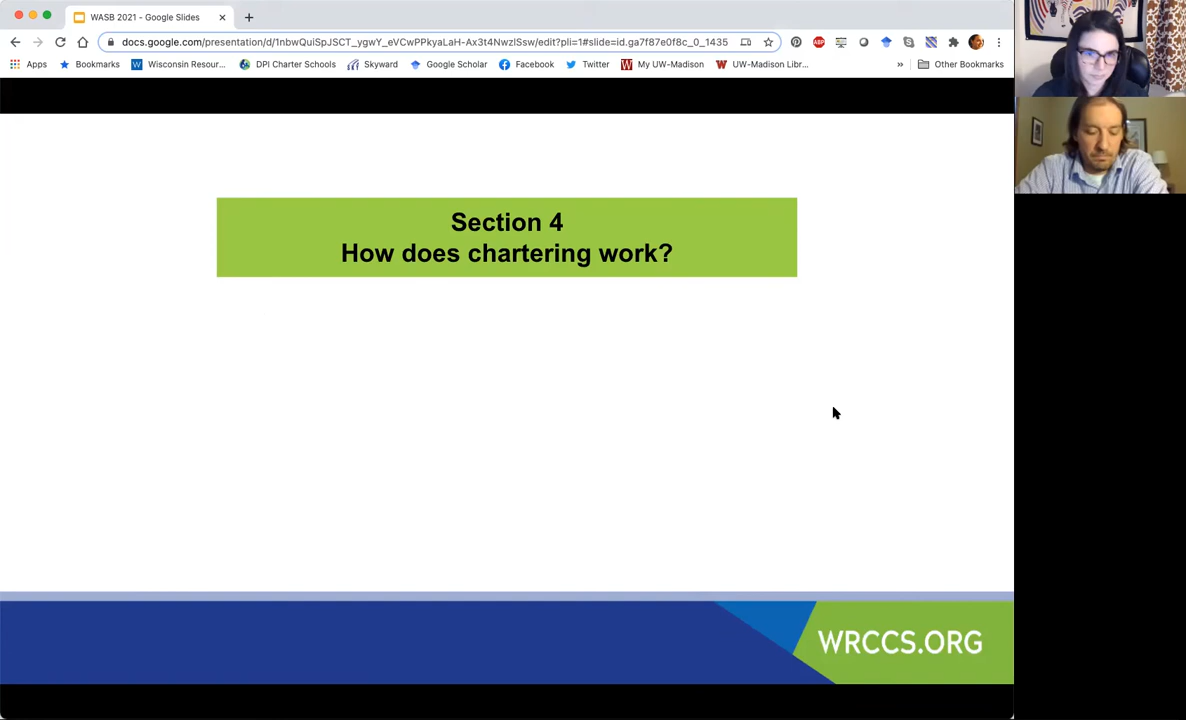 WASB 2021 - Google Slides
docs.google.com/presentation/d/1nbwQuiSpJSCT_ygwY_eVCwPPkyaLaH-Ax3t4NwzlSsw/edit?pli=1#slide=id.ga7f87e0f8c_0_1435
Apps Bookmarks Wisconsin Resour... DPI Charter Schools Skyward Google Scholar Facebook Twitter My UW-Madison UW-Madison Libr... » Other Bookmarks
Section 4
How does chartering work?
WRCCS.ORG